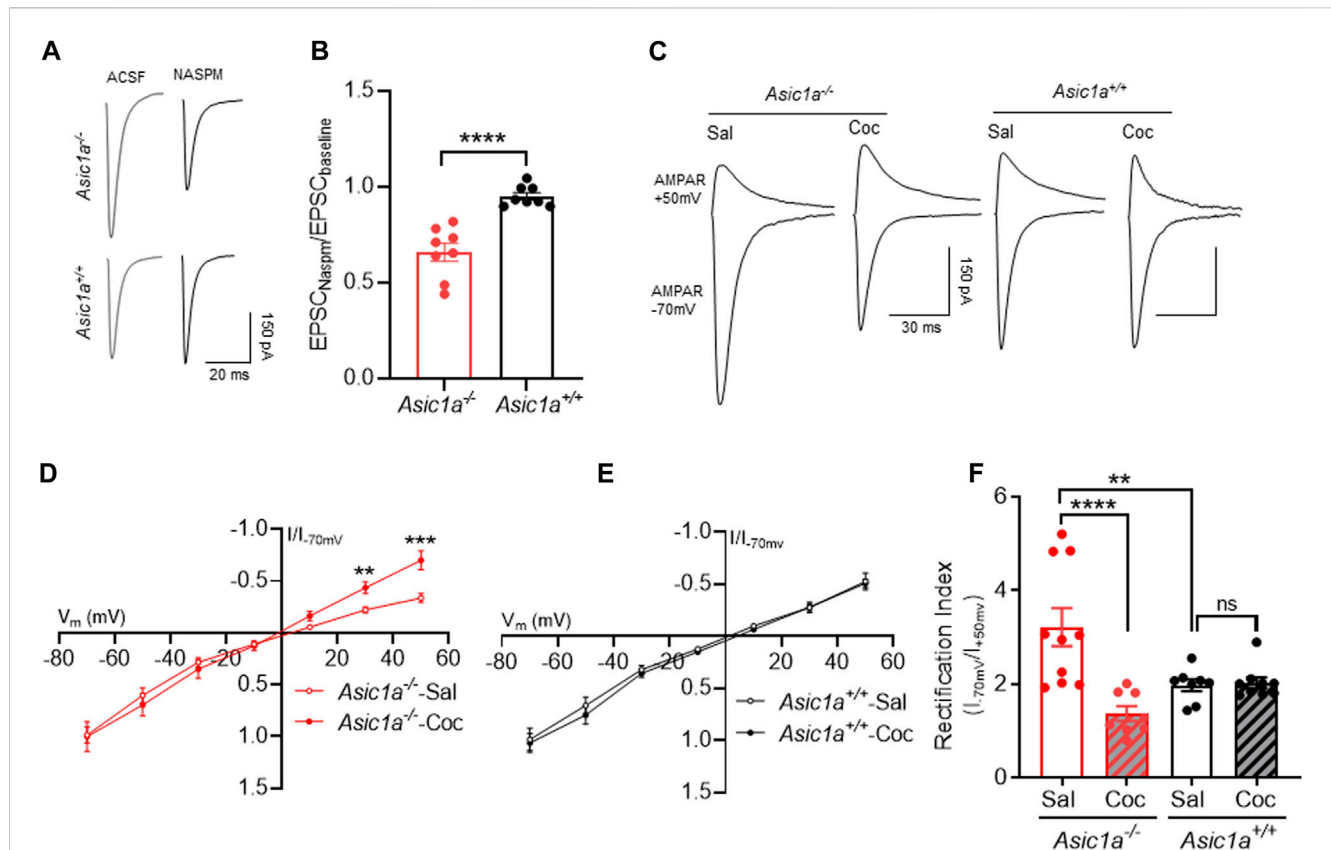 A
ACSF NASPM
Asic1a-/-
Asic1a+/+
150 pA
20 ms
B
1.5
1.0
0.5
0.0
EPSCNaspm/EPSCbaseline
****
Asic1a-/- Asic1a+/+
C
Asic1a-/- Asic1a+/+
Sal Coc Sal Coc
AMPAR
+50mV
AMPAR
-70mV
150 pA
30 ms
D
-1.0
I/I-70mV
***
**
-0.5
Vm (mV)
-80 -60 -40 -20 0 20 40 60
0.5
1.0
1.5
Asic1a-/--Sal
Asic1a-/--Coc
E
-1.0
I/I-70mv
-0.5
Vm (mV)
-80 -60 -40 -20 0 20 40 60
0.5
1.0
1.5
Asic1a+/+-Sal
Asic1a+/+-Coc
F
**
****
ns
6
4
2
0
Rectification Index
(I-70mV/I+50mv)
Sal Coc Sal Coc
Asic1a-/- Asic1a+/+